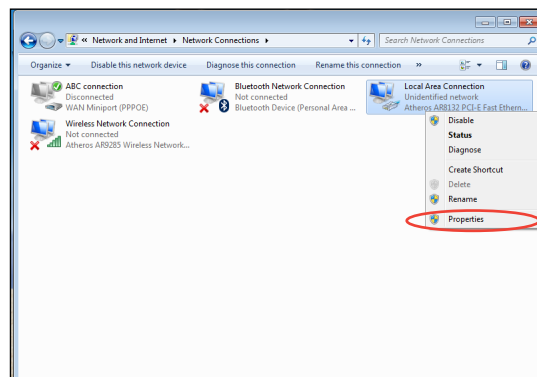 « Network and Internet ▸ Network Connections ▸
Search Network Connections
Organize ▾ Disable this network device Diagnose this connection Rename this connection »
ABC connection
Disconnected
WAN Miniport (PPPOE)
Bluetooth Network Connection
Not connected
Bluetooth Device (Personal Area ...
Local Area Connection
Unidentified network
Atheros AR8132 PCI-E Fast Ethern...
Wireless Network Connection
Not connected
Atheros AR9285 Wireless Network...
Disable
Status
Diagnose
Create Shortcut
Delete
Rename
Properties